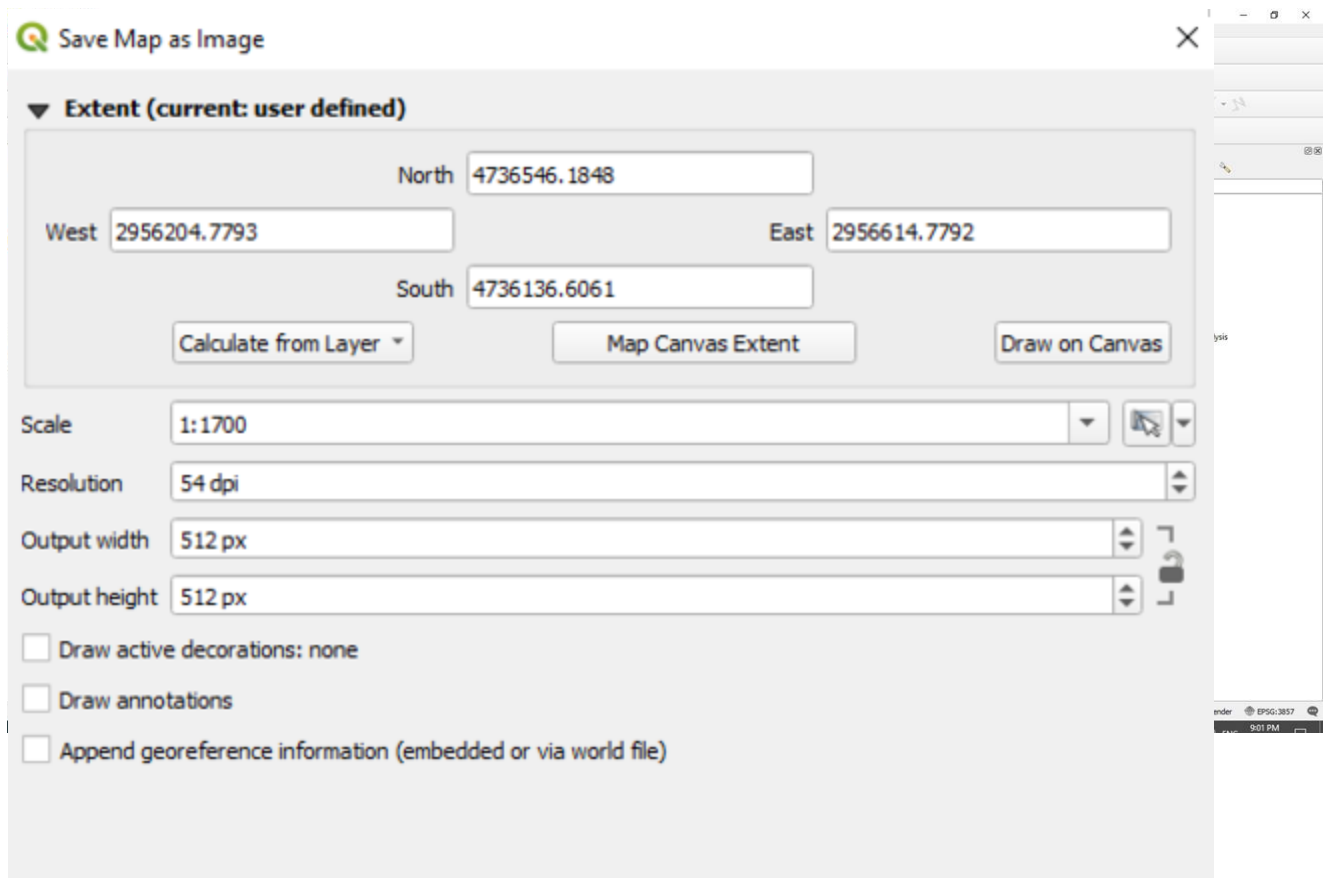 Save Map as Image
Extent (current: user defined)
North 4736546.1848
West 2956204.7793 East 2956614.7792
South 4736136.6061
Calculate from Layer Map Canvas Extent Draw on Canvas
Scale 1:1700
Resolution 54 dpi
Output width 512 px
Output height 512 px
Draw active decorations: none
Draw annotations
Append georeference information (embedded or via world file)
lysis
ender EPSG:3857
9:01 PM